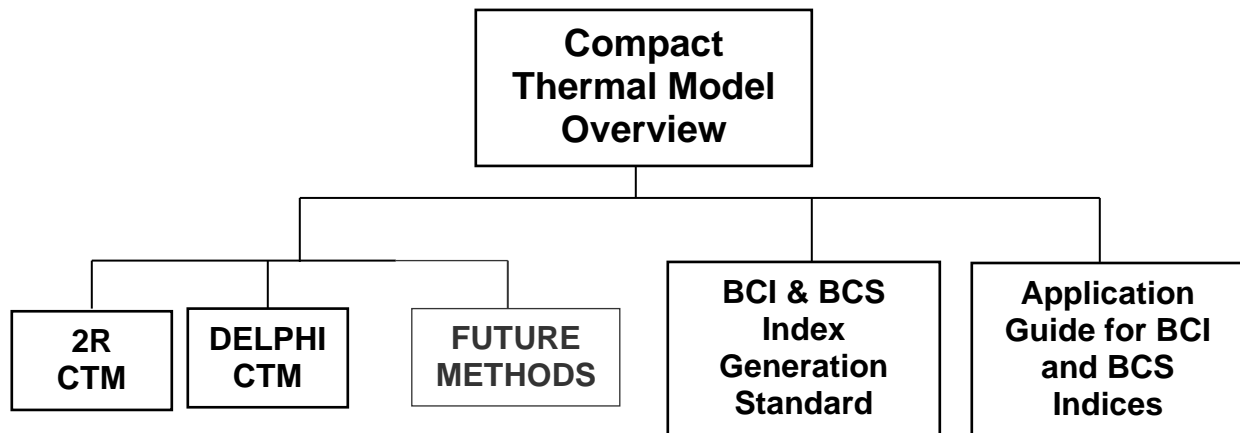 Compact
Thermal Model
Overview
2R
CTM
DELPHI
CTM
FUTURE
METHODS
BCI & BCS
Index
Generation
Standard
Application
Guide for BCI
and BCS
Indices